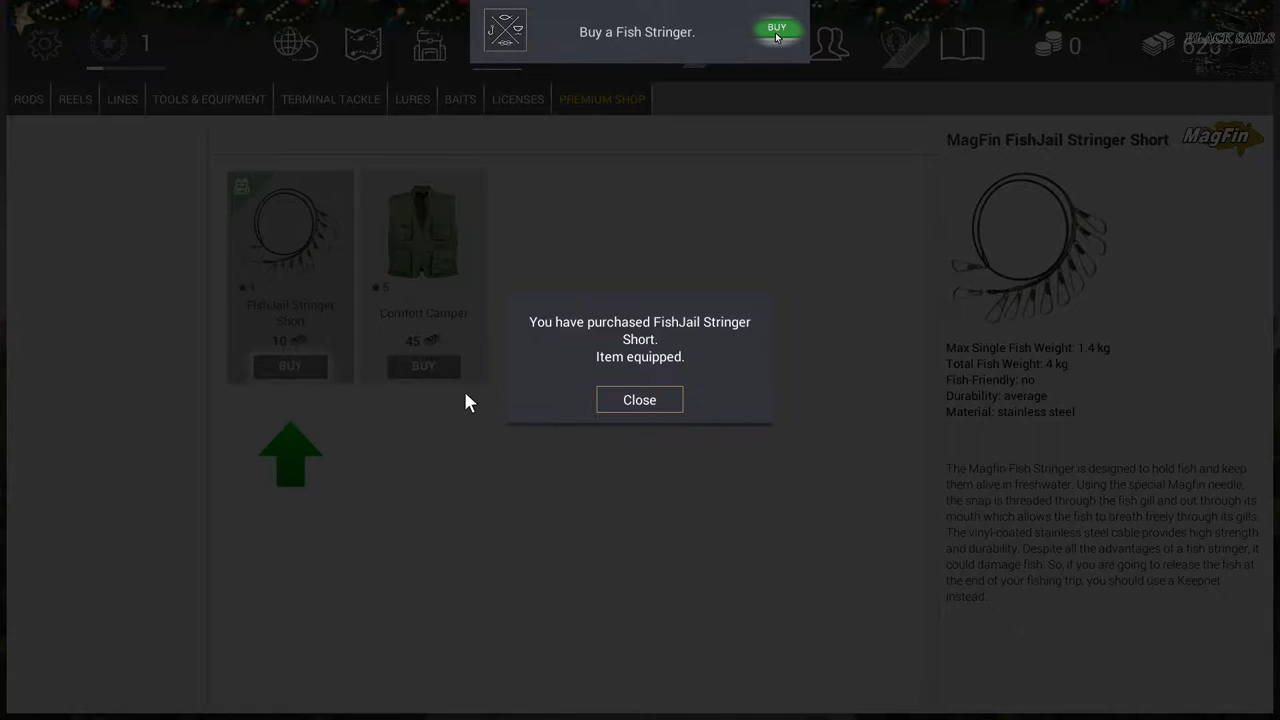 Buy a Fish Stringer.
BUY
1
0
620
BLACK SAILS
RODS
REELS
LINES
TOOLS & EQUIPMENT
TERMINAL TACKLE
LURES
BAITS
LICENSES
PREMIUM SHOP
MagFin FishJail Stringer Short
MagFin
1
FishJail Stringer
Short
10
BUY
5
Comfort Camper
45
BUY
You have purchased FishJail Stringer
Short.
Item equipped.
Close
Max Single Fish Weight: 1.4 kg
Total Fish Weight: 4 kg
Fish-Friendly: no
Durability: average
Material: stainless steel
The Magfin Fish Stringer is designed to hold fish and keep
them alive in freshwater. Using the special Magfin needle,
the snap is threaded through the fish gill and out through its
mouth which allows the fish to breath freely through its gills.
The vinyl-coated stainless steel cable provides high strength
and durability. Despite all the advantages of a fish stringer, it
could damage fish. So, if you are going to release the fish at
the end of your fishing trip, you should use a Keepnet
instead.